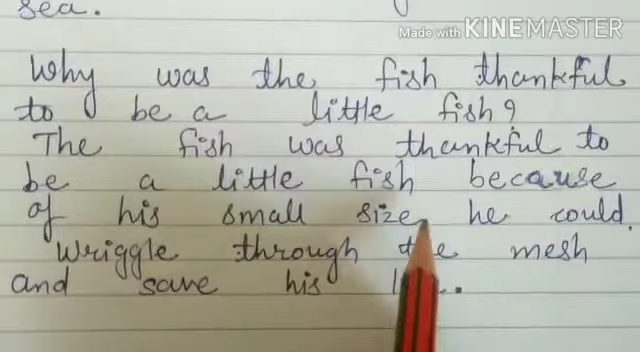 sea.
Made with KINEMASTER
Why was the fish thankful
to be a little fish?
The fish was thankful to
be a little fish because
of his small size he could
wriggle through the mesh
and save his